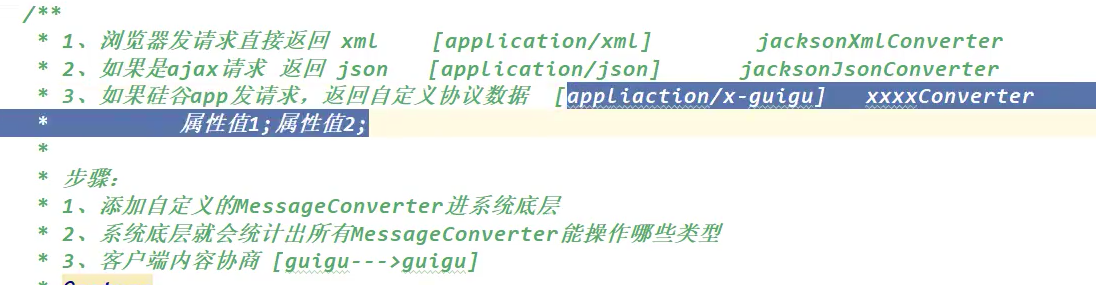 /**
* 1、浏览器发请求直接返回 xml [application/xml] jacksonXmlConverter
* 2、如果是ajax请求 返回 json [application/json] jacksonJsonConverter
* 3、如果硅谷app发请求，返回自定义协议数据 [appliaction/x-guigu] xxxxConverter
* 属性值1;属性值2;
*
* 步骤：
* 1、添加自定义的MessageConverter进系统底层
* 2、系统底层就会统计出所有MessageConverter能操作哪些类型
* 3、客户端内容协商 [guigu--->guigu]
*